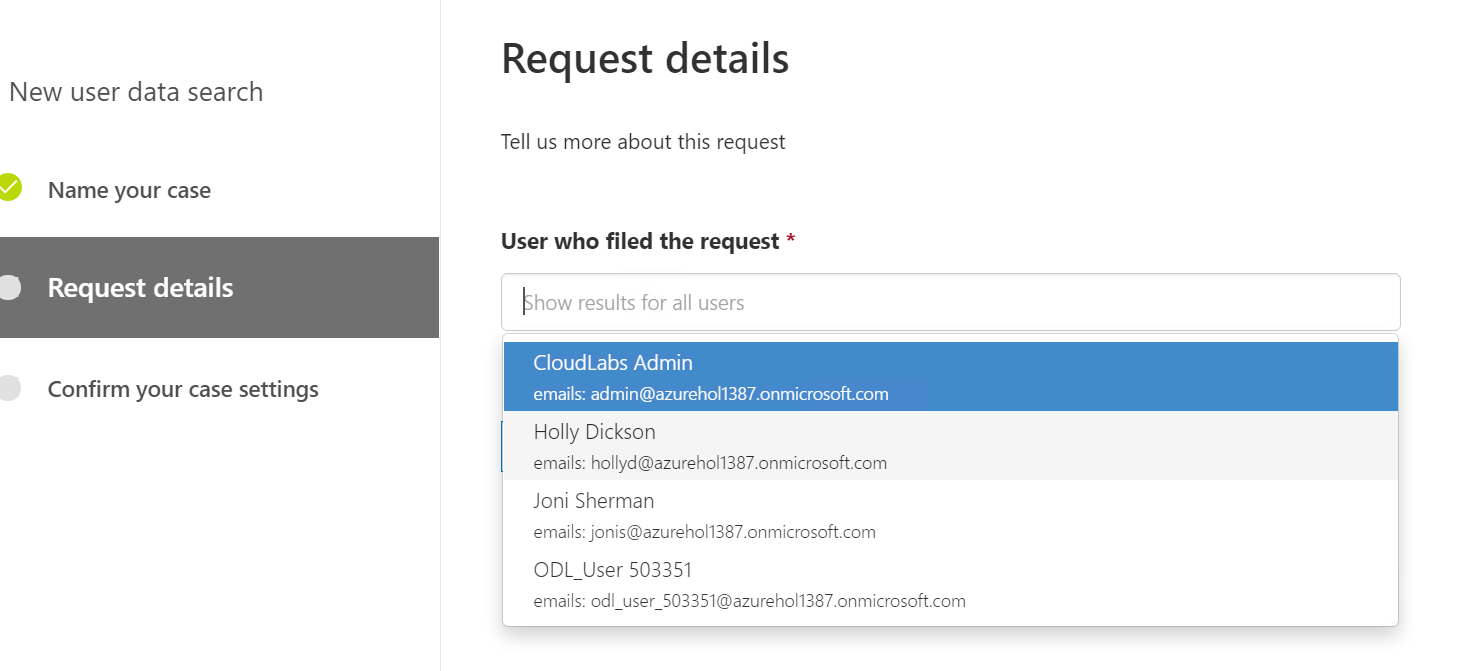 New user data search
Name your case
Request details
Confirm your case settings
Request details
Tell us more about this request
User who filed the request *
Show results for all users
CloudLabs Admin
emails: admin@azurehol1387.onmicrosoft.com
Holly Dickson
emails: hollyd@azurehol1387.onmicrosoft.com
Joni Sherman
emails: jonis@azurehol1387.onmicrosoft.com
ODL_User 503351
emails: odl_user_503351@azurehol1387.onmicrosoft.com